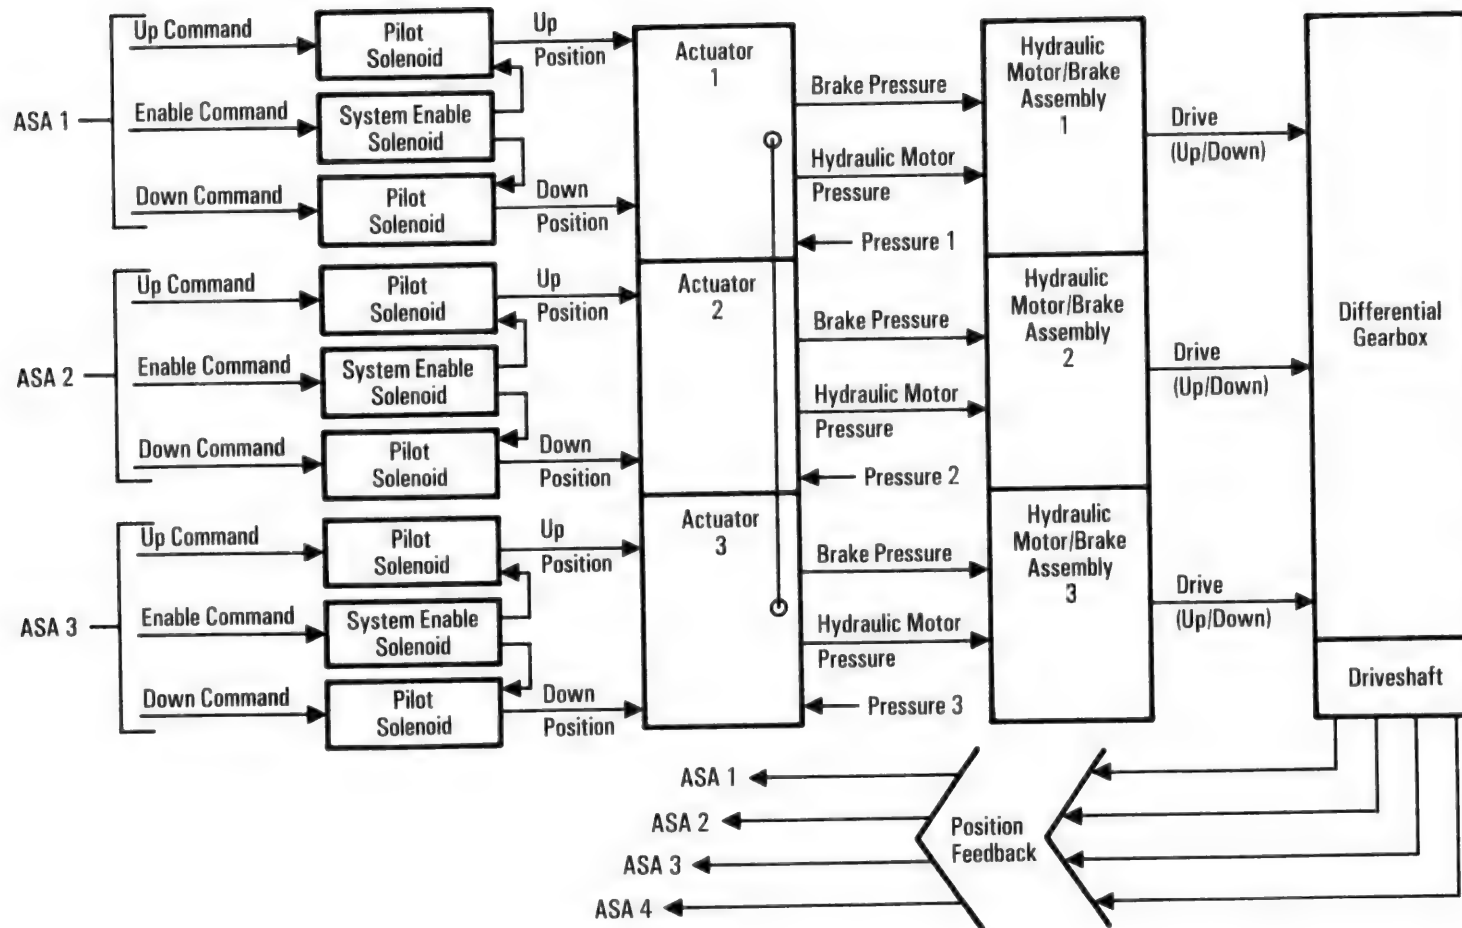 ASA 1
Up Command
Enable Command
Down Command
Pilot
Solenoid
System Enable
Solenoid
Pilot
Solenoid
Up
Position
Down
Position
ASA 2
Up Command
Enable Command
Down Command
Pilot
Solenoid
System Enable
Solenoid
Pilot
Solenoid
Up
Position
Down
Position
ASA 3
Up Command
Enable Command
Down Command
Pilot
Solenoid
System Enable
Solenoid
Pilot
Solenoid
Up
Position
Down
Position
Actuator
1
Actuator
2
Actuator
3
Brake Pressure
Hydraulic Motor
Pressure
Pressure 1
Brake Pressure
Hydraulic Motor
Pressure
Pressure 2
Brake Pressure
Hydraulic Motor
Pressure
Pressure 3
Hydraulic
Motor/Brake
Assembly
1
Hydraulic
Motor/Brake
Assembly
2
Hydraulic
Motor/Brake
Assembly
3
Drive
(Up/Down)
Drive
(Up/Down)
Drive
(Up/Down)
Differential
Gearbox
Driveshaft
Position
Feedback
ASA 1
ASA 2
ASA 3
ASA 4